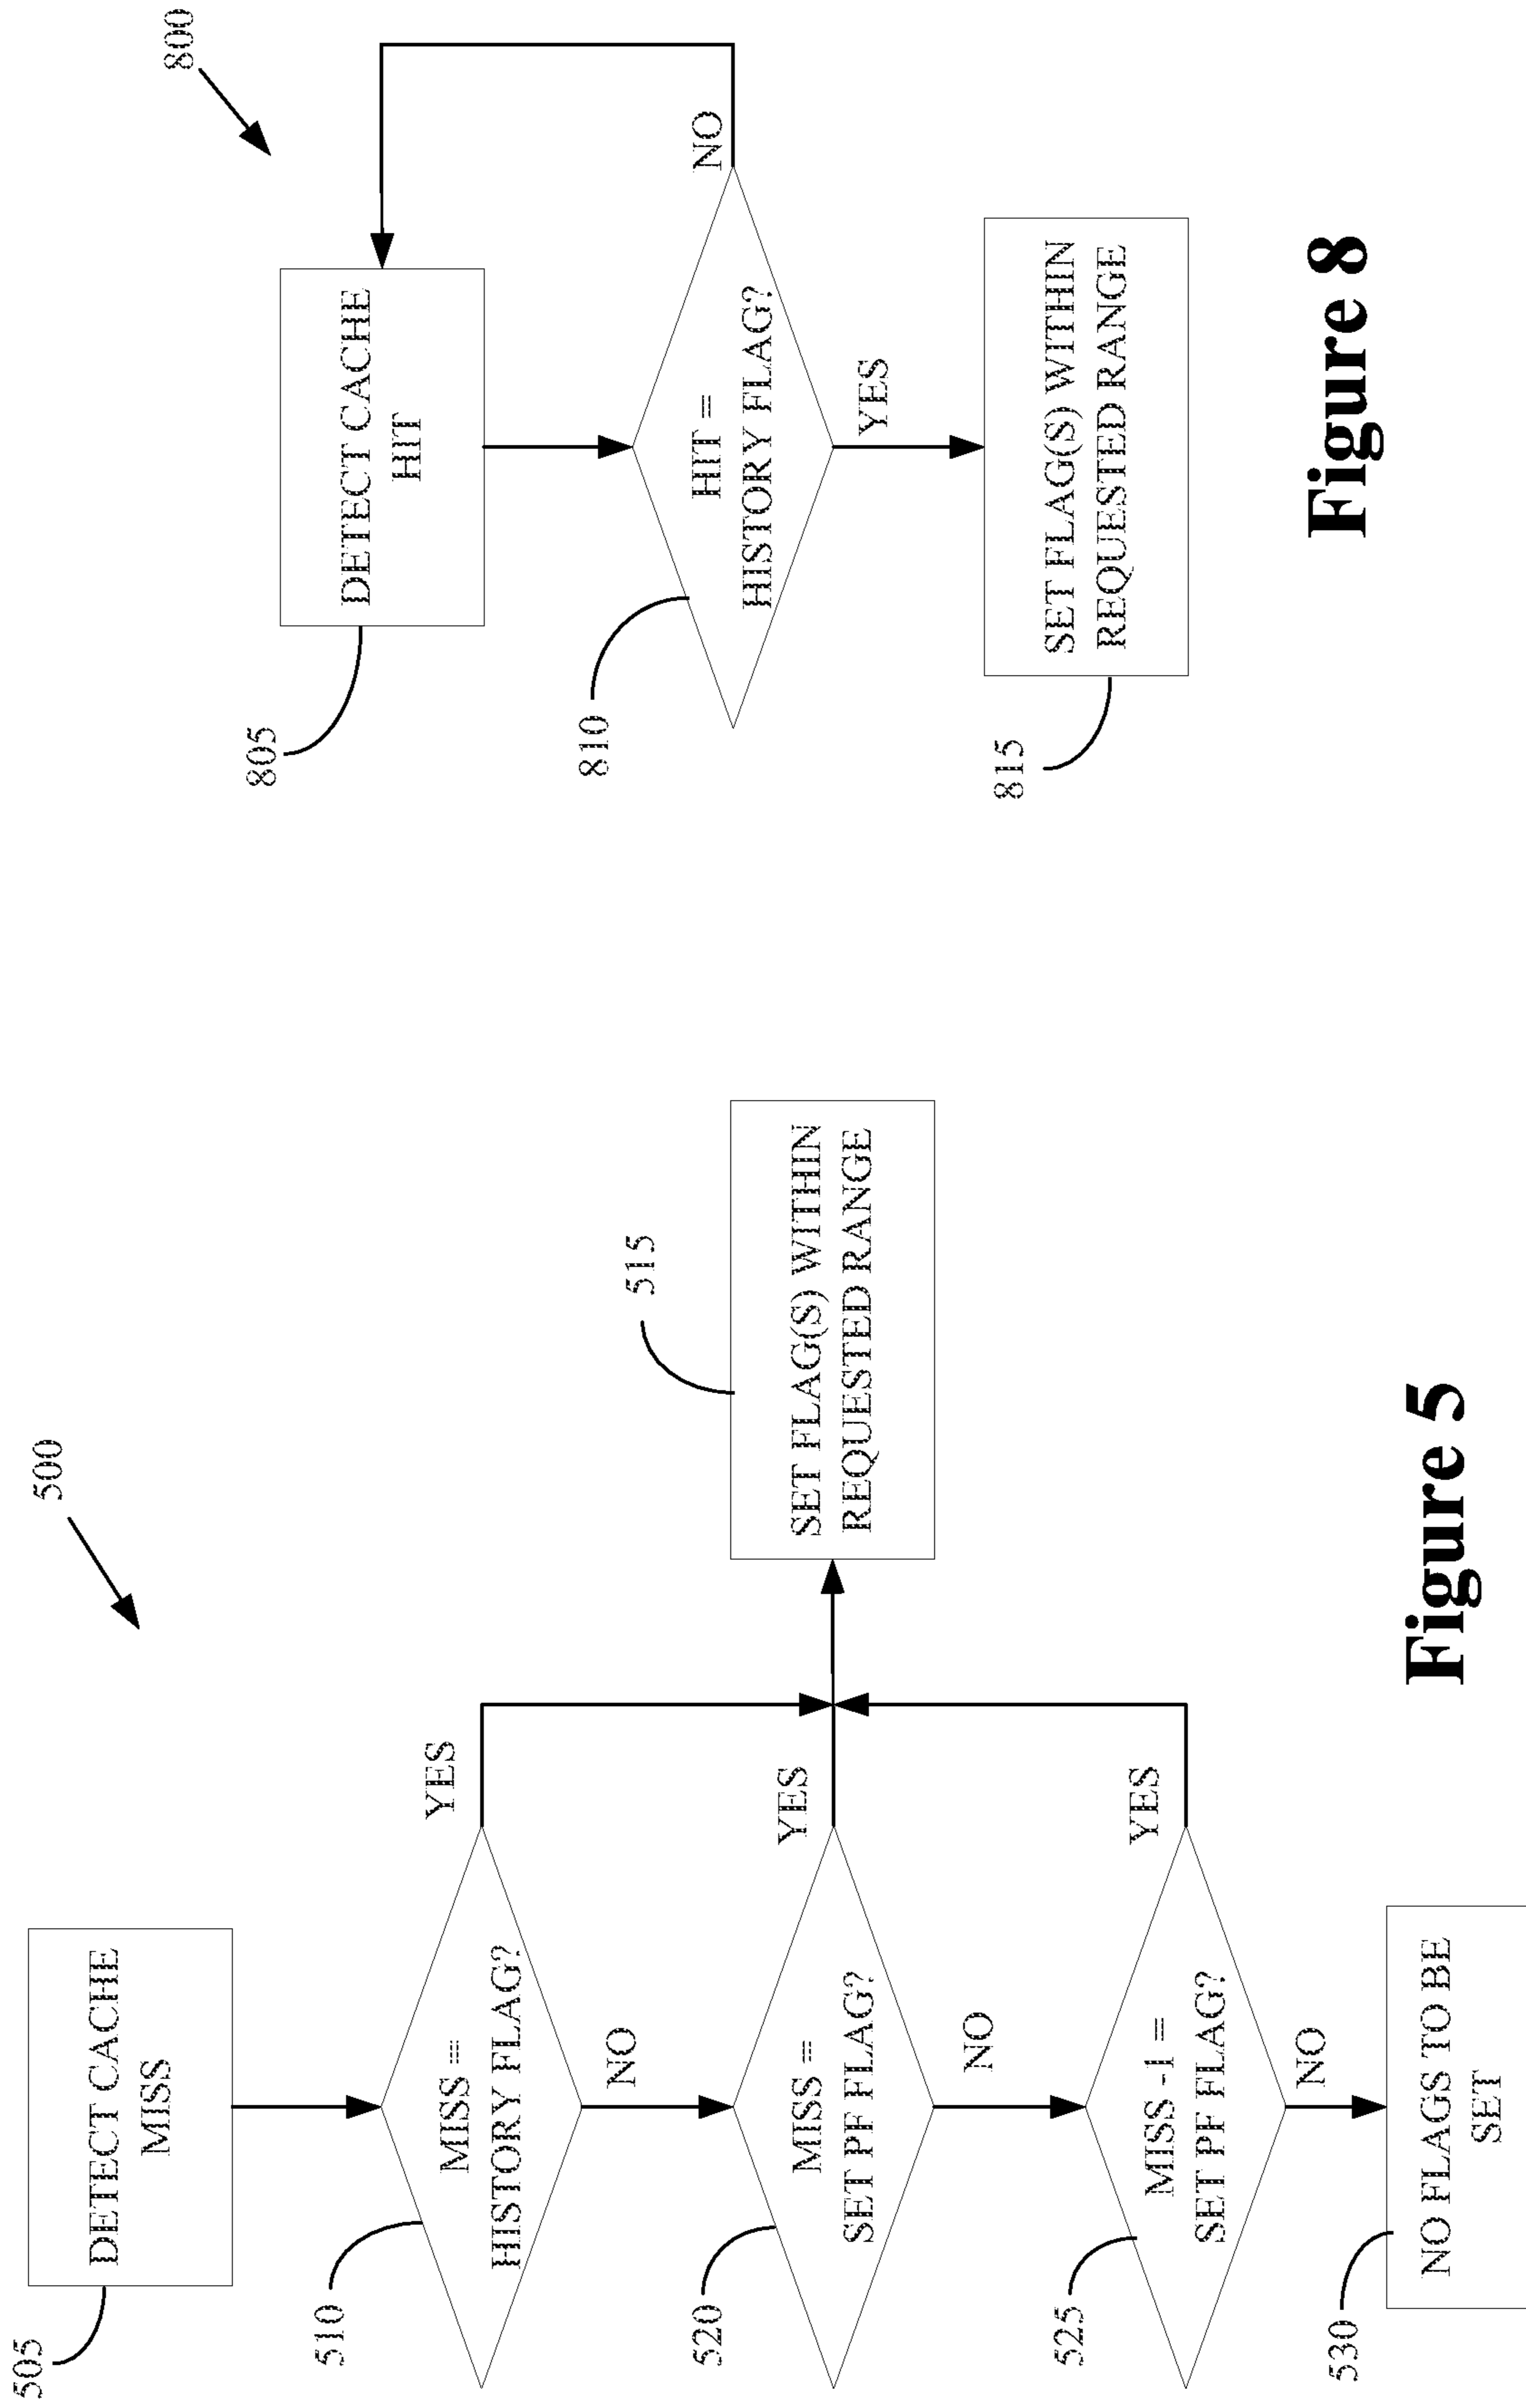 500
505
DETECT CACHE
MISS
510
MISS =
HISTORY FLAG?
YES
NO
515
SET FLAG(S) WITHIN
REQUESTED RANGE
520
MISS =
SET PF FLAG?
YES
NO
525
MISS -1 =
SET PF FLAG?
YES
NO
530
NO FLAGS TO BE
SET
Figure 5
800
805
DETECT CACHE
HIT
810
HIT =
HISTORY FLAG?
NO
YES
815
SET FLAG(S) WITHIN
REQUESTED RANGE
Figure 8